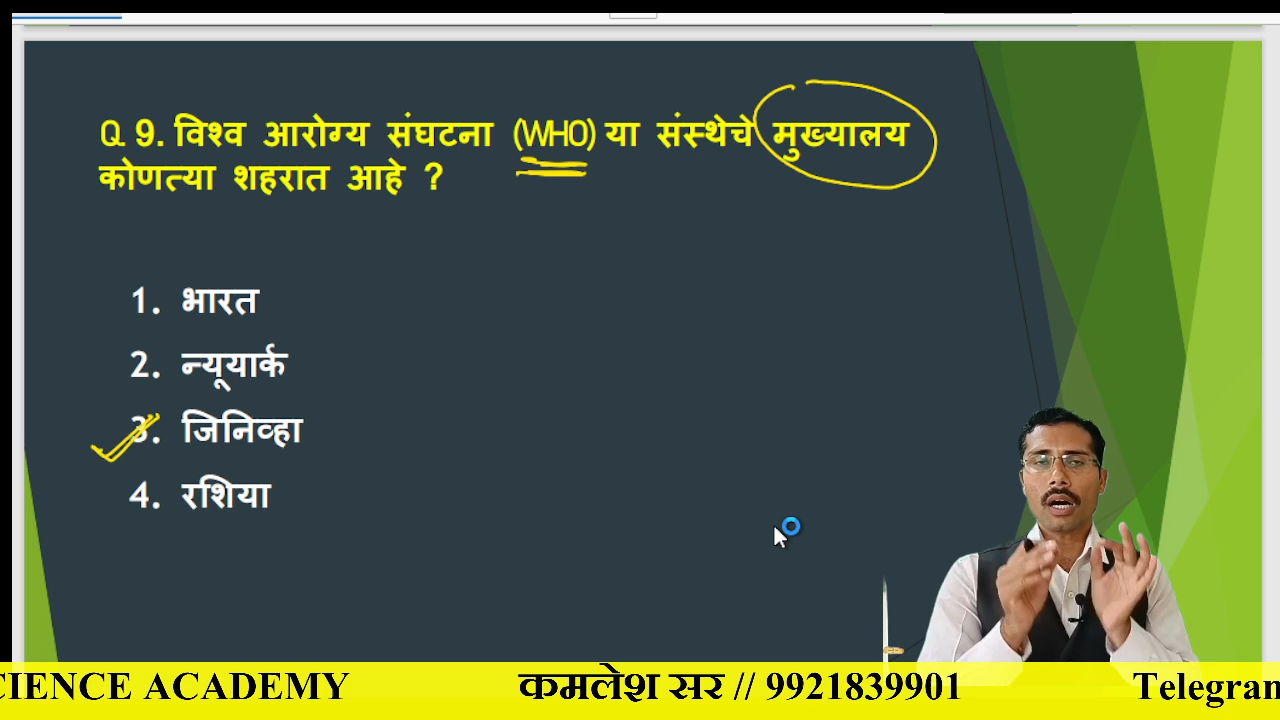 Q. 9. विश्व आरोग्य संघटना (WHO) या संस्थेचे मुख्यालय
कोणत्या शहरात आहे ?
1. भारत
2. न्यूयार्क
3. जिनिव्हा
4. रशिया
CIENCE ACADEMY कमलेश सर // 9921839901 Telegran